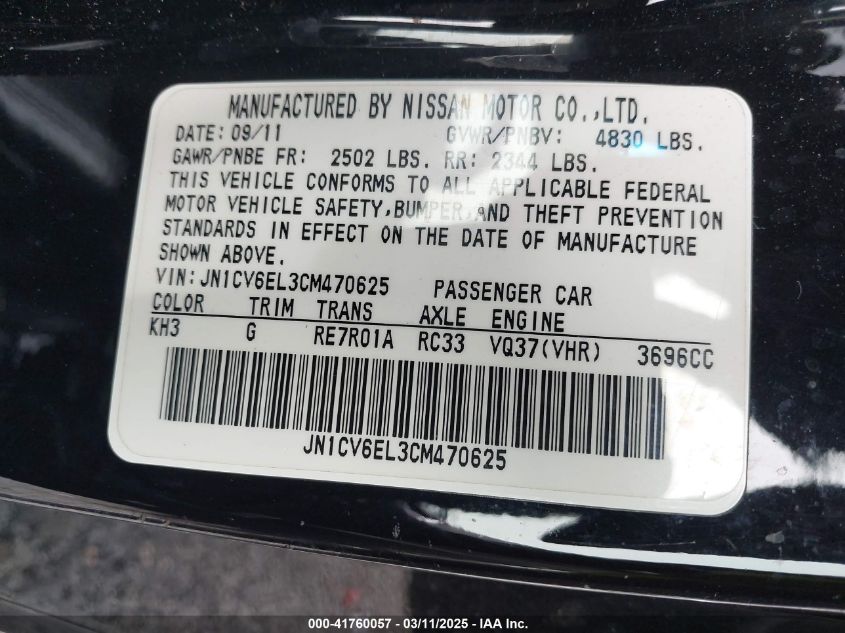 MANUFACTURED BY NISSAN MOTOR CO.,LTD.
DATE: 09/11 GVWR/PNBV: 4830 LBS.
GAWR/PNBE FR: 2502 LBS. RR: 2344 LBS.
THIS VEHICLE CONFORMS TO ALL APPLICABLE FEDERAL
MOTOR VEHICLE SAFETY,BUMPER,AND THEFT PREVENTION
STANDARDS IN EFFECT ON THE DATE OF MANUFACTURE
SHOWN ABOVE.
VIN:JN1CV6EL3CM470625 PASSENGER CAR
COLOR TRIM TRANS AXLE ENGINE
KH3 G RE7R01A RC33 VQ37(VHR) 3696CC
JN1CV6EL3CM470625
000-41760057 - 03/11/2025 - IAA Inc.